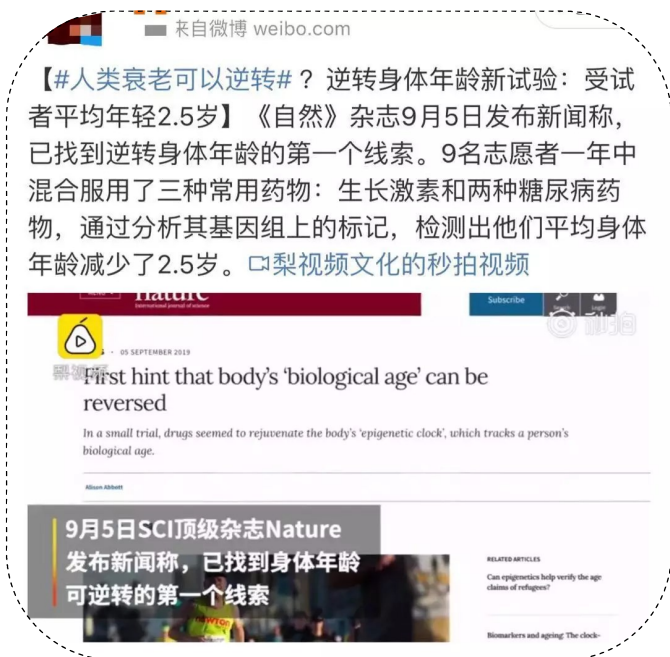 来自微博 weibo.com
【#人类衰老可以逆转#？逆转身体年龄新试验：受试
者平均年轻2.5岁】《自然》杂志9月5日发布新闻称，
已找到逆转身体年龄的第一个线索。9名志愿者一年中
混合服用了三种常用药物：生长激素和两种糖尿病药
物，通过分析其基因组上的标记，检测出他们平均身体
年龄减少了2.5岁。梨视频文化的秒拍视频
nature
International journal of science
Subscribe
Search
Login
秒拍
梨视频
S · 05 SEPTEMBER 2019
First hint that body's 'biological age' can be
reversed
In a small trial, drugs seemed to rejuvenate the body's 'epigenetic clock', which tracks a person's
biological age.
Alison Abbott
9月5日SCI顶级杂志Nature
发布新闻称，已找到身体年龄
可逆转的第一个线索
NEWTON
RELATED ARTICLES
Can epigenetics help verify the age
claims of refugees?
Biomarkers and ageing: The clock-